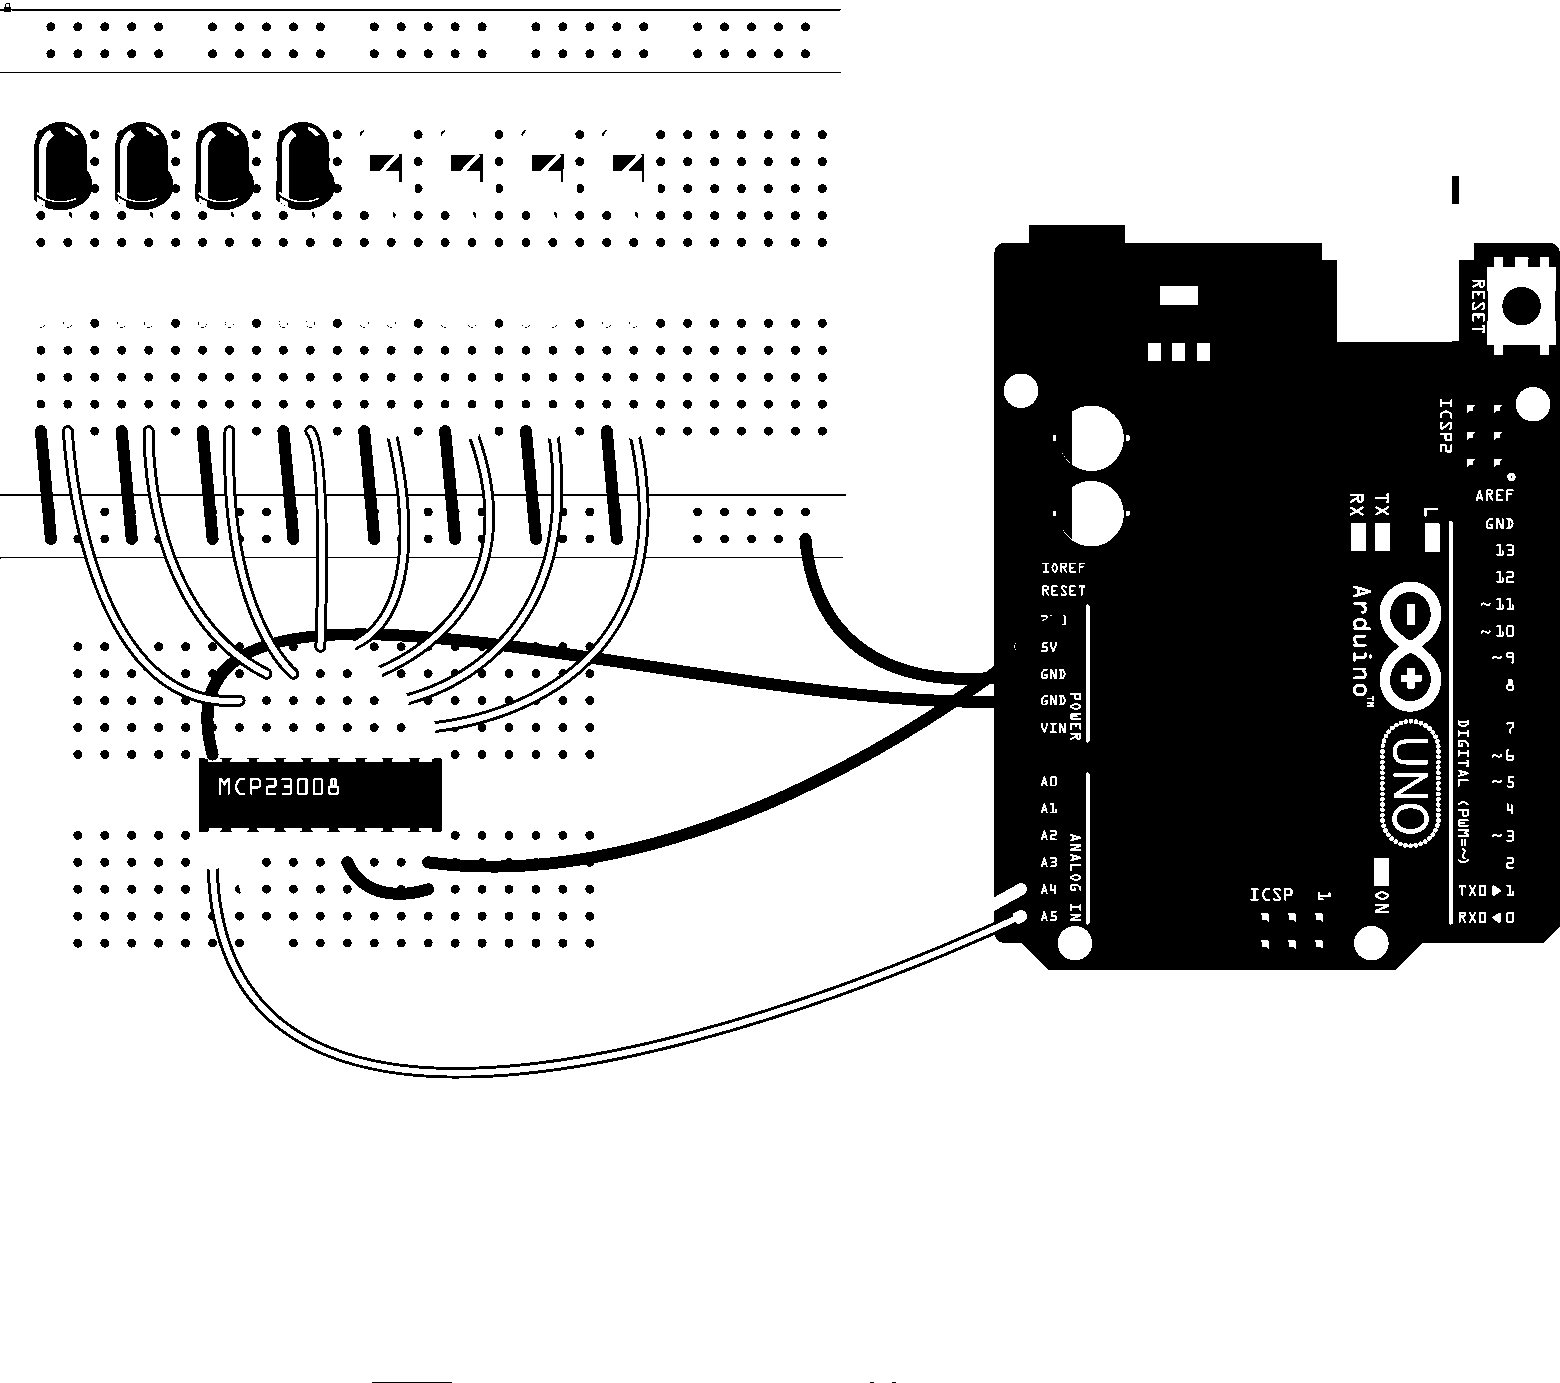 RESET
ICSP2
AREF
GND
13
12
~11
~10
~9
8
7
~6
~5
4
~3
2
TX0▶1
RX0◀0
RX
TX
L
Arduino™
UNO
DIGITAL (PWM=~)
ON
ICSP
1
IOREF
RESET
5V
GND
GND
VIN
POWER
A0
A1
A2
A3
A4
A5
ANALOG IN
MCP23008